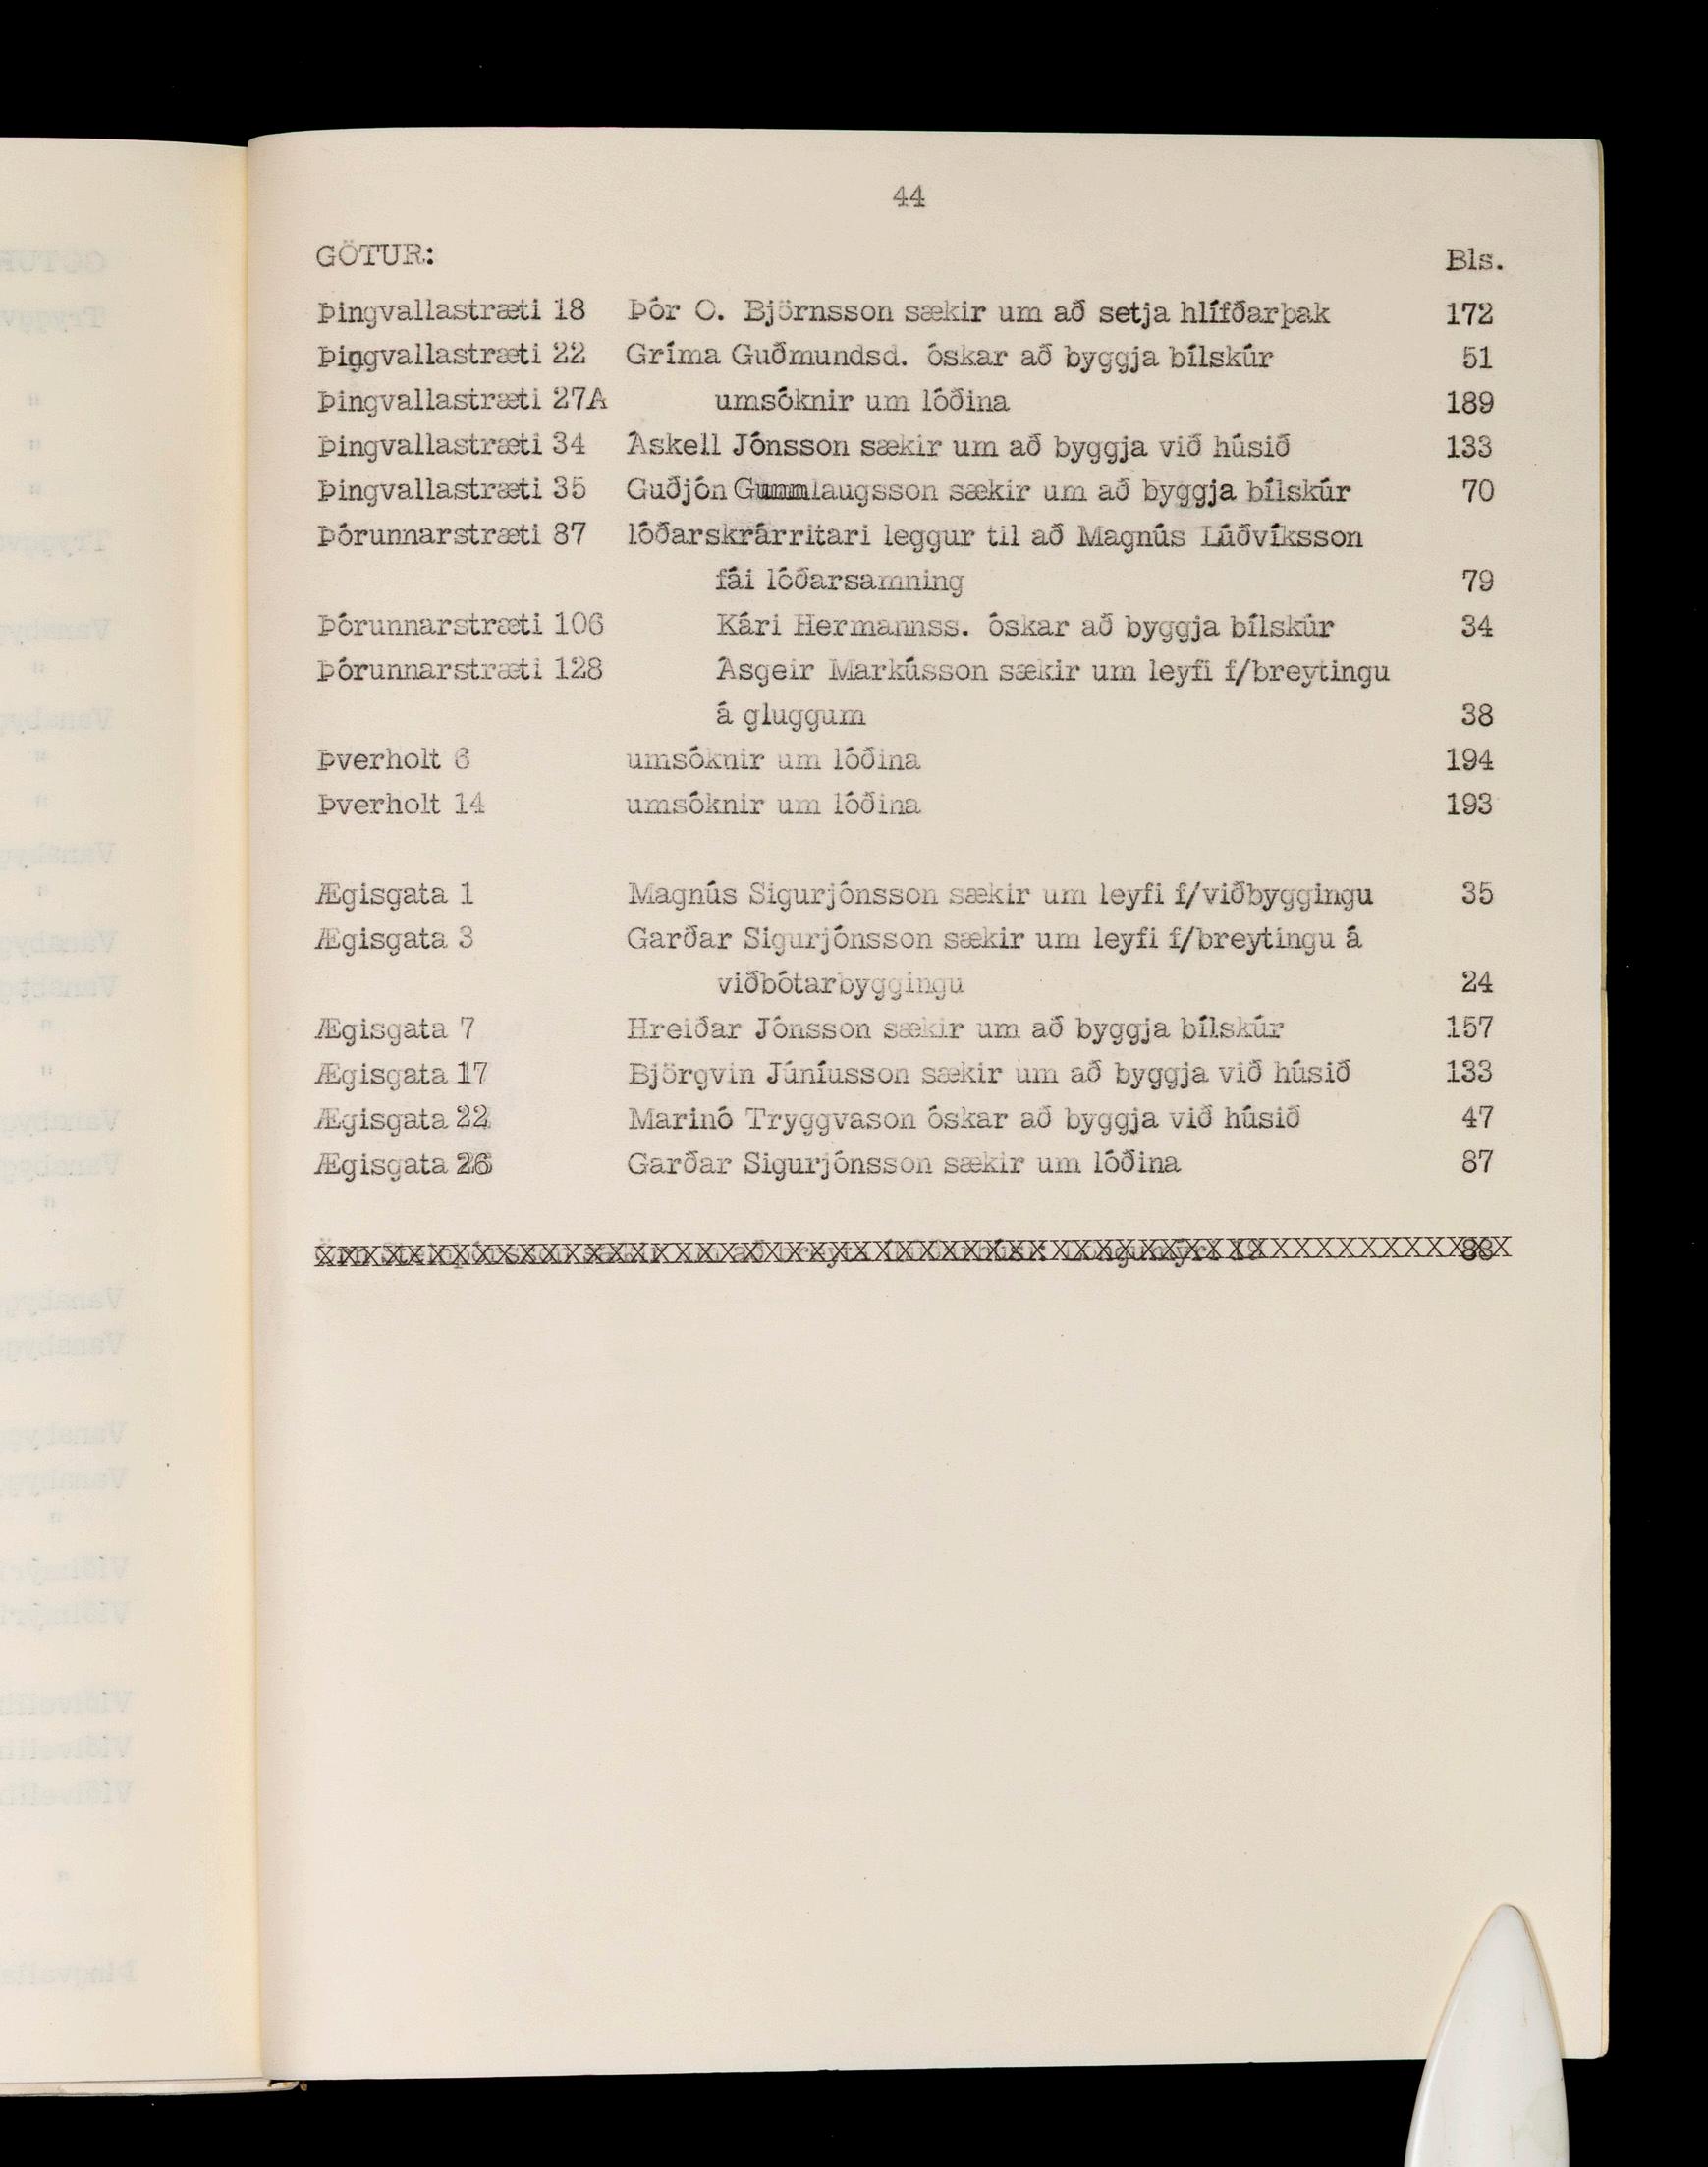 44
GÖTUR: Bls.
Þingvallastræti 18 Þór O. Björnsson sækir um að setja hlífðarþak 172
Þingvallastræti 22 Gríma Guðmundsd. óskar að byggja bílskúr 51
Þingvallastræti 27A umsóknir um lóðina 189
Þingvallastræti 34 Áskell Jónsson sækir um að byggja við húsið 133
Þingvallastræti 35 Guðjón Gunnlaugsson sækir um að byggja bílskúr 70
Þórunnarstræti 87 lóðarskrárritari leggur til að Magnús Lúðvíksson
fái lóðarsamning 79
Þórunnarstræti 106 Kári Hermannss. óskar að byggja bílskúr 34
Þórunnarstræti 128 Ásgeir Markússon sækir um leyfi f/breytingu
á gluggum 38
Þverholt 6 umsóknir um lóðina 194
Þverholt 14 umsóknir um lóðina 193
Ægisgata 1 Magnús Sigurjónsson sækir um leyfi f/viðbyggingu 35
Ægisgata 3 Garðar Sigurjónsson sækir um leyfi f/breytingu á
viðbótarbyggingu 24
Ægisgata 7 Hreiðar Jónsson sækir um að byggja bílskúr 157
Ægisgata 17 Björgvin Júníusson sækir um að byggja við húsið 133
Ægisgata 22 Marinó Tryggvason óskar að byggja við húsið 47
Ægisgata 26 Garðar Sigurjónsson sækir um lóðina 87